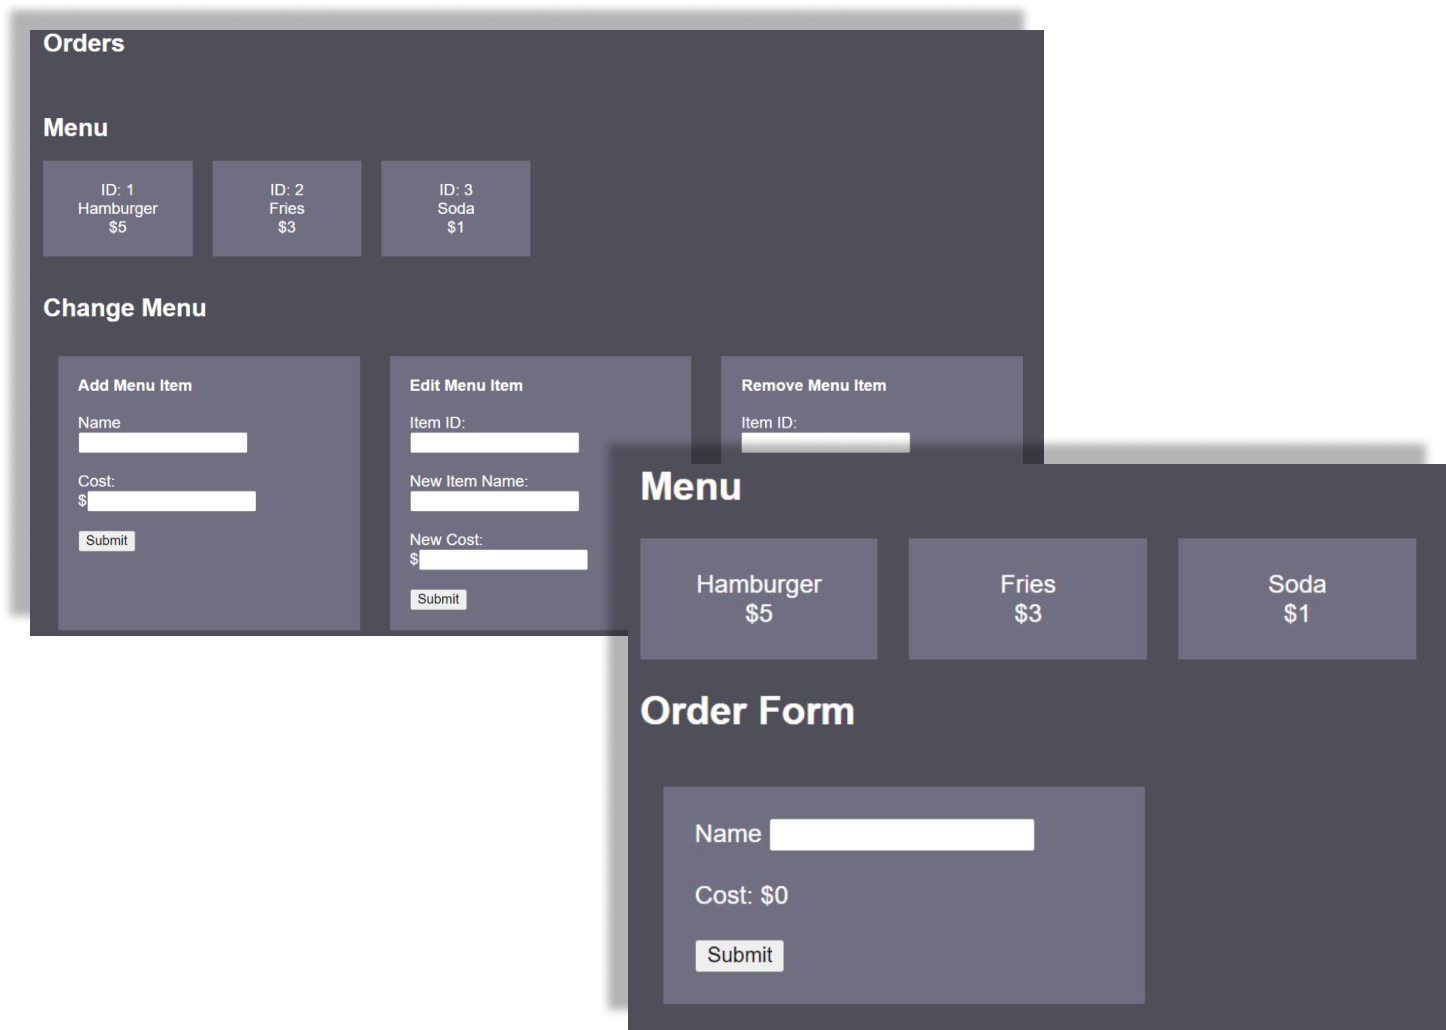 Orders
Menu
ID: 1
Hamburger
$5
ID: 2
Fries
$3
ID: 3
Soda
$1
Change Menu
Add Menu Item
Name
Cost:
$
Submit
Edit Menu Item
Item ID:
New Item Name:
New Cost:
$
Submit
Remove Menu Item
Item ID:
Menu
Hamburger
$5
Fries
$3
Soda
$1
Order Form
Name
Cost: $0
Submit